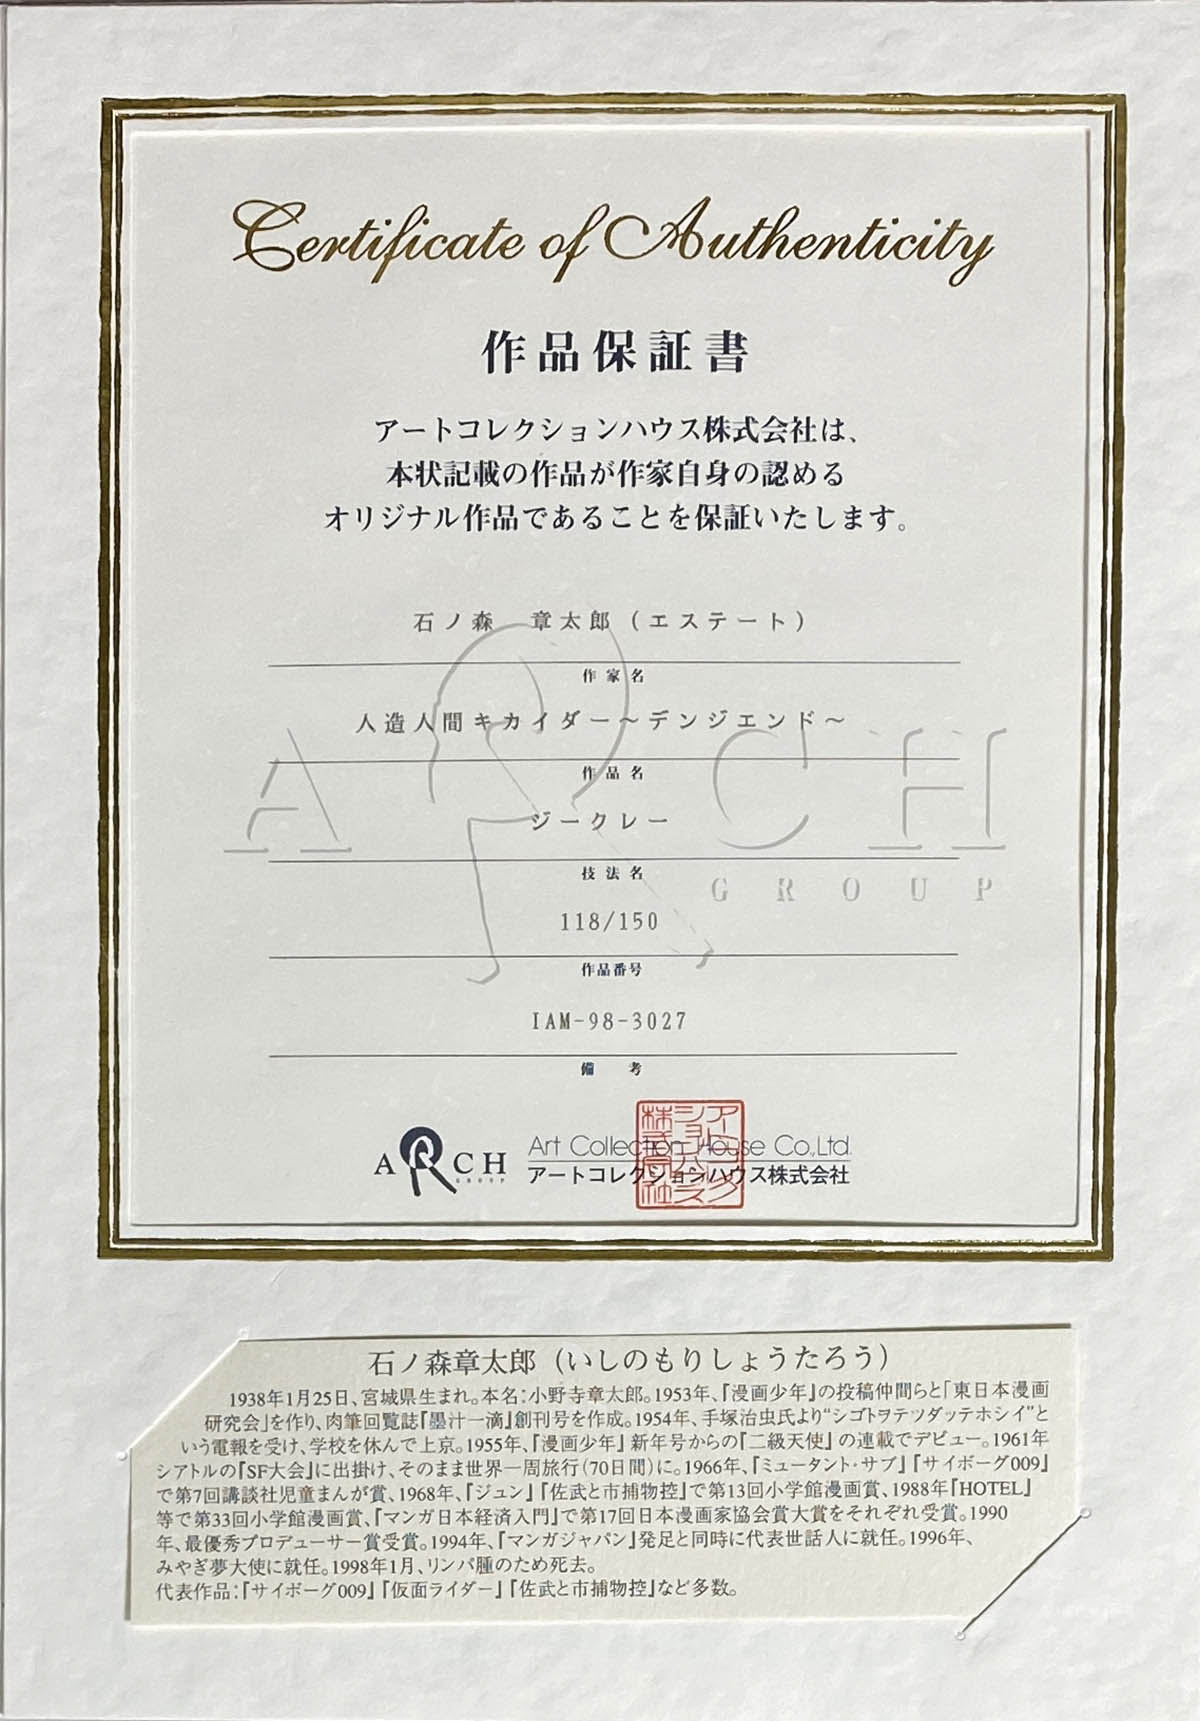 Certificate of Authenticity
作品保証書
アートコレクションハウス株式会社は、
本状記載の作品が作家自身の認める
オリジナル作品であることを保証いたします。
石ノ森 章太郎(エステート)
作家名
人造人間キカイダー～デンジエンド～
作品名
ジークレー
技法名
118/150
作品番号
IAM-98-3027
備 考
ARCH GROUP
ARCH GROUP
Art Collection House Co.,Ltd.
アートコレクションハウス株式会社
石ノ森章太郎(いしのもりしょうたろう)
1938年1月25日、宮城県生まれ。本名:小野寺章太郎。1953年、『漫画少年』の投稿仲間らと「東日本漫画
研究会」を作り、肉筆回覧誌『墨汁一滴』創刊号を作成。1954年、手塚治虫氏より“シゴトヲテツダッテホシイ”と
いう電報を受け、学校を休んで上京。1955年、『漫画少年』新年号からの『二級天使』の連載でデビュー。1961年
シアトルの『SF大会』に出掛け、そのまま世界一周旅行(70日間)に。1966年、『ミュータント・サブ』『サイボーグ009』
で第7回講談社児童まんが賞、1968年、『ジュン』『佐武と市捕物控』で第13回小学館漫画賞、1988年『HOTEL』
等で第33回小学館漫画賞、『マンガ日本経済入門』で第17回日本漫画家協会賞大賞をそれぞれ受賞。1990
年、最優秀プロデューサー賞受賞。1994年、『マンガジャパン』発足と同時に代表世話人に就任。1996年、
みやぎ夢大使に就任。1998年1月、リンパ腫のため死去。
代表作品:『サイボーグ009』『仮面ライダー』『佐武と市捕物控』など多数。